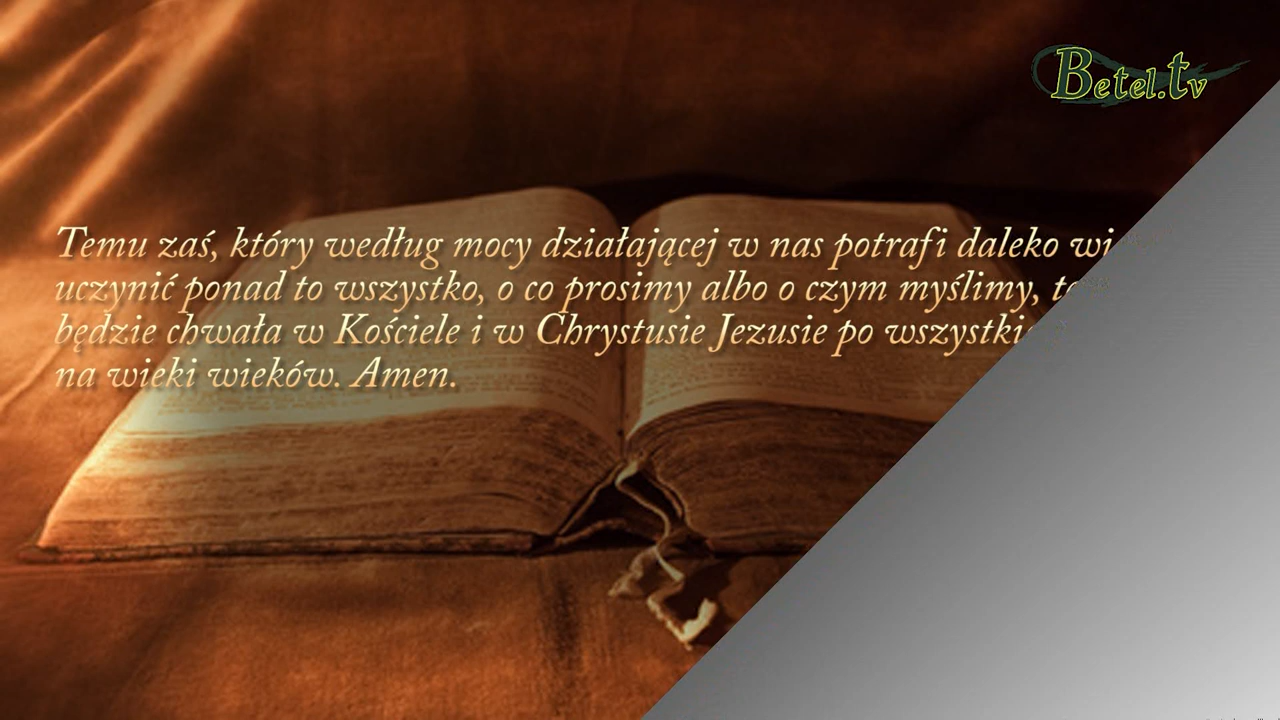 Betel.tv
Temu zaś, który według mocy działającej w nas potrafi daleko
uczynić ponad to wszystko, o co prosimy albo o czym myślimy,
będzie chwała w Kościele i w Chrystusie Jezusie po
na wieki wieków. Amen.